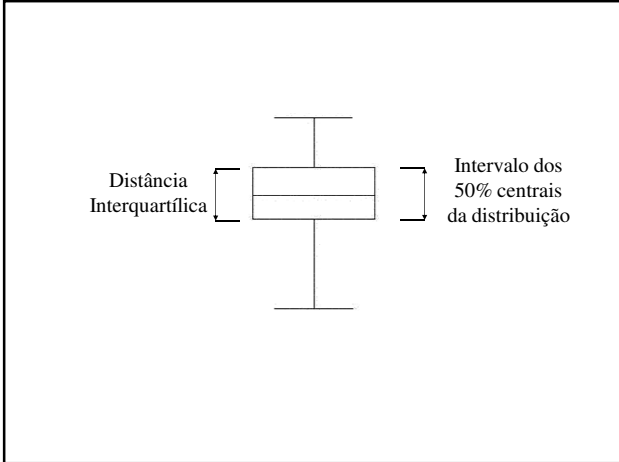 Distância
Interquartílica
Intervalo dos
50% centrais
da distribuição